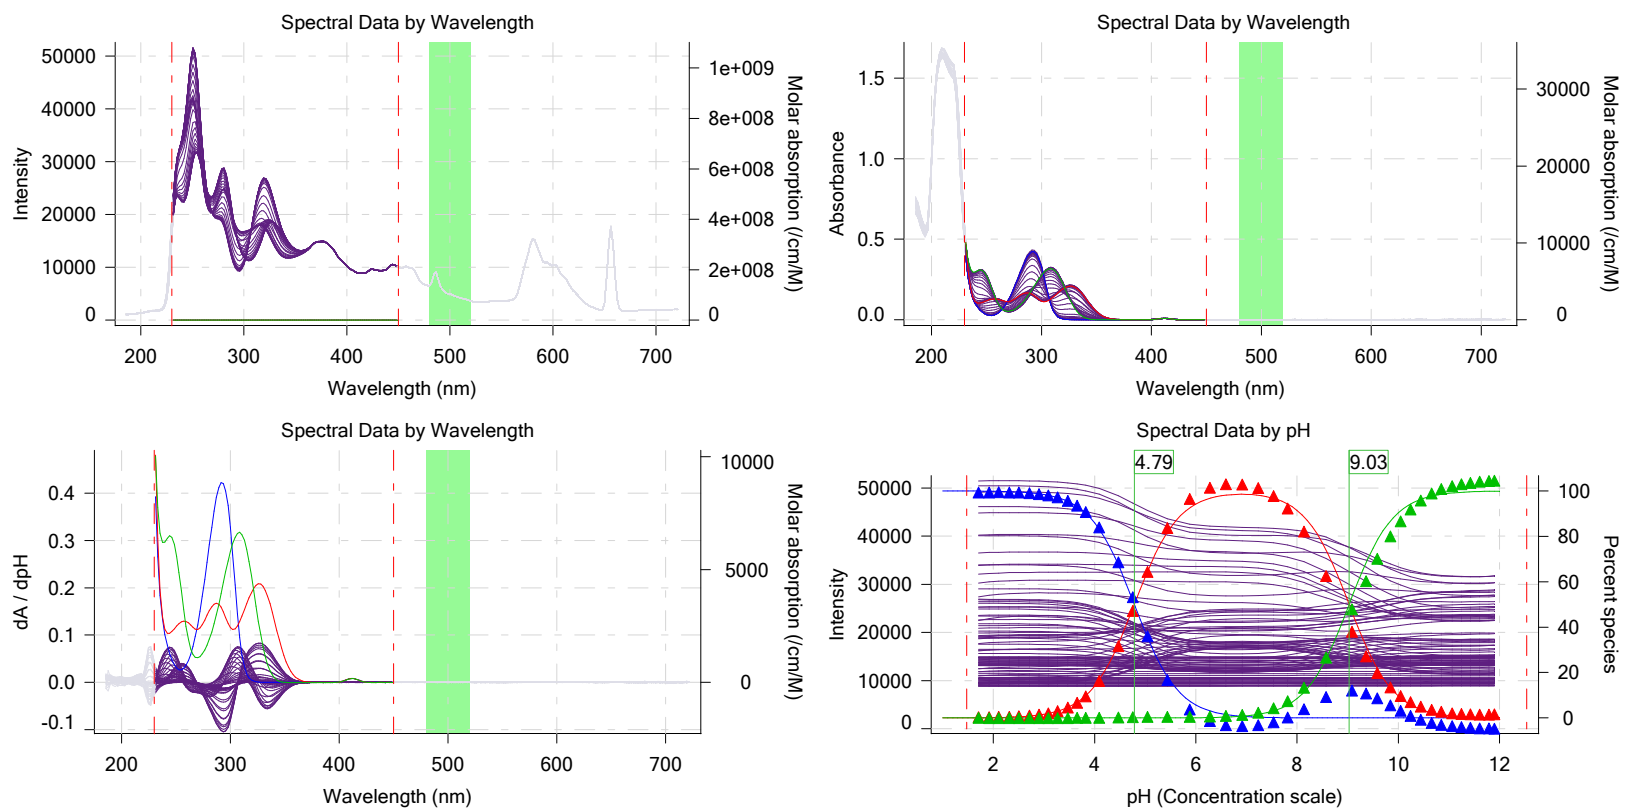 Spectral Data by Wavelength
50000
40000
30000
20000
10000
0
Intensity
1e+009
8e+008
6e+008
4e+008
2e+008
0
Molar absorption (/cm/M)
200 300 400 500 600 700
Wavelength (nm)
Spectral Data by Wavelength
1.5
1.0
0.5
0.0
Absorbance
30000
20000
10000
0
Molar absorption (/cm/M)
200 300 400 500 600 700
Wavelength (nm)
Spectral Data by Wavelength
0.4
0.3
0.2
0.1
0.0
-0.1
dA / dpH
10000
5000
0
Molar absorption (/cm/M)
200 300 400 500 600 700
Wavelength (nm)
Spectral Data by pH
4.79 9.03
50000
40000
30000
20000
10000
0
Intensity
100
80
60
40
20
0
Percent species
2 4 6 8 10 12
pH (Concentration scale)